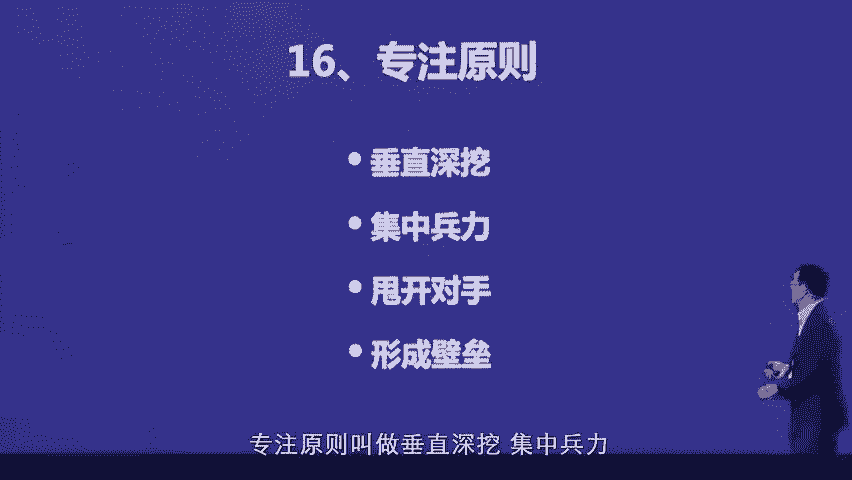 16、专注原则
• 垂直深挖
• 集中兵力
• 甩开对手
• 形成壁垒
专注原则叫做垂直深挖 集中兵力